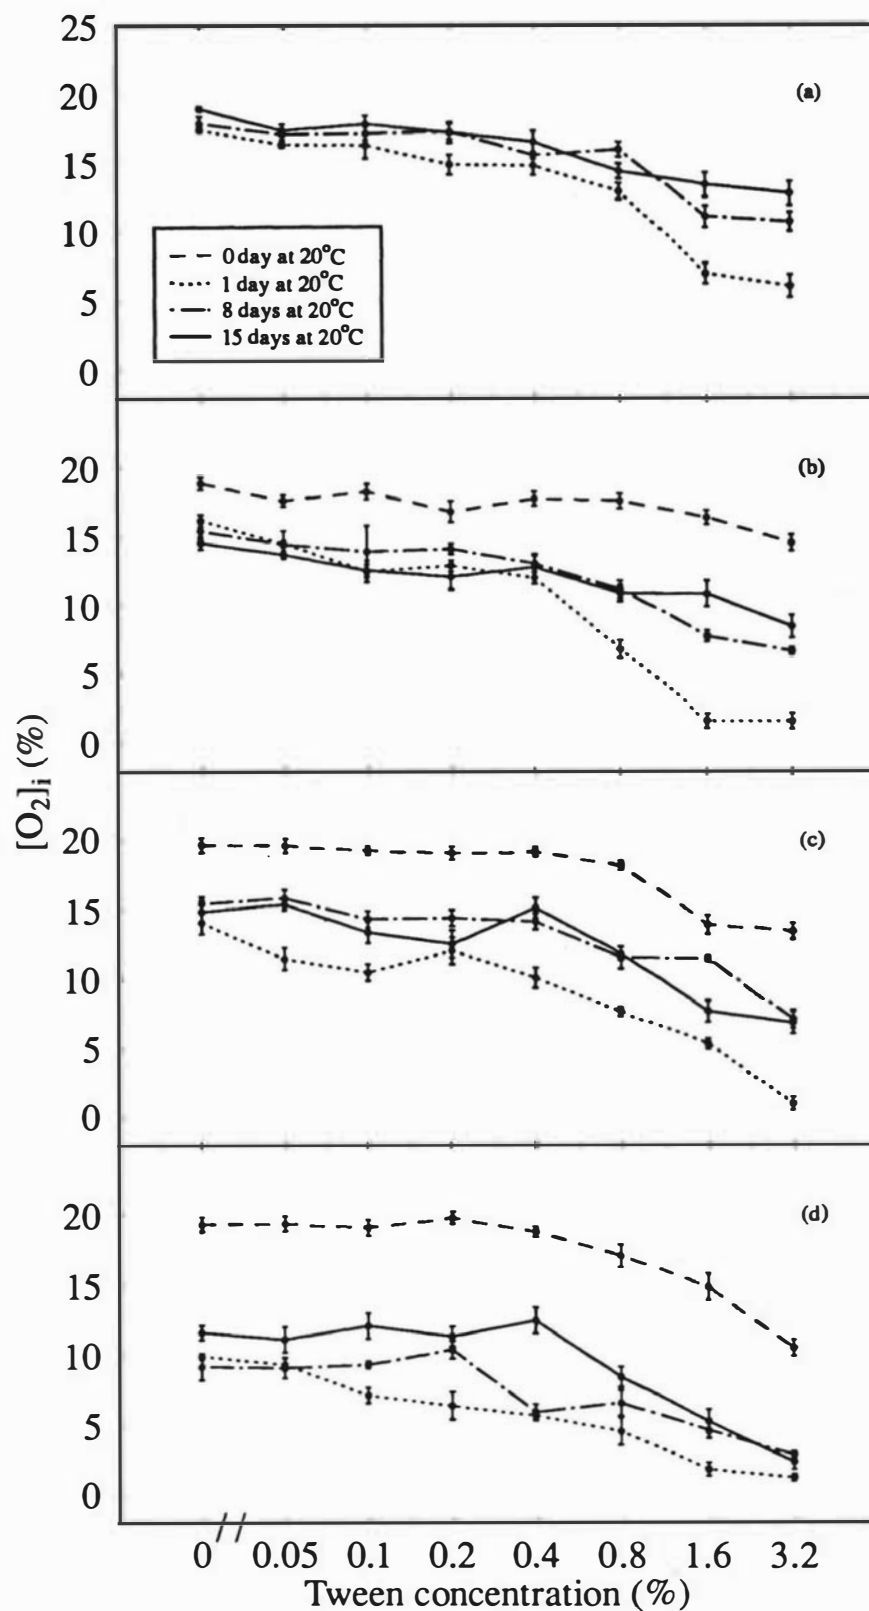 25
20
15
10
5
0
(a)
0 day at 20°C
1 day at 20°C
8 days at 20°C
15 days at 20°C
20
15
10
5
0
(b)
[O₂]ᵢ (%)
20
15
10
5
0
(c)
20
15
10
5
0
(d)
0 // 0.05 0.1 0.2 0.4 0.8 1.6 3.2
Tween concentration (%)